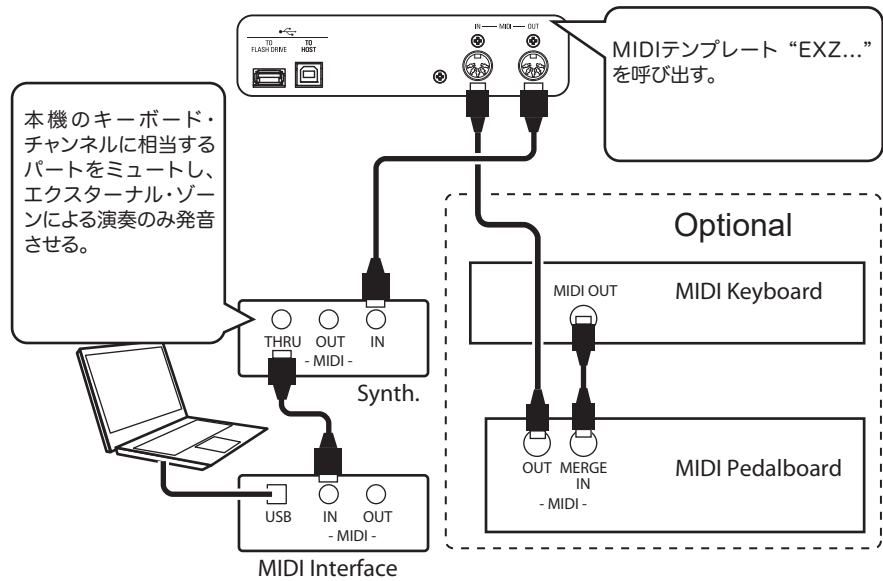 IN — MIDI — OUT
TO
FLASH DRIVE
TO
HOST
MIDIテンプレート“EXZ...”
を呼び出す。
本機のキーボード・
チャンネルに相当する
パートをミュートし、
エクスターナル・ゾー
ンによる演奏のみ発音
させる。
Optional
MIDI OUT
MIDI Keyboard
THRU OUT IN
- MIDI -
Synth.
OUT MERGE
IN
- MIDI -
MIDI Pedalboard
USB IN OUT
- MIDI -
MIDI Interface